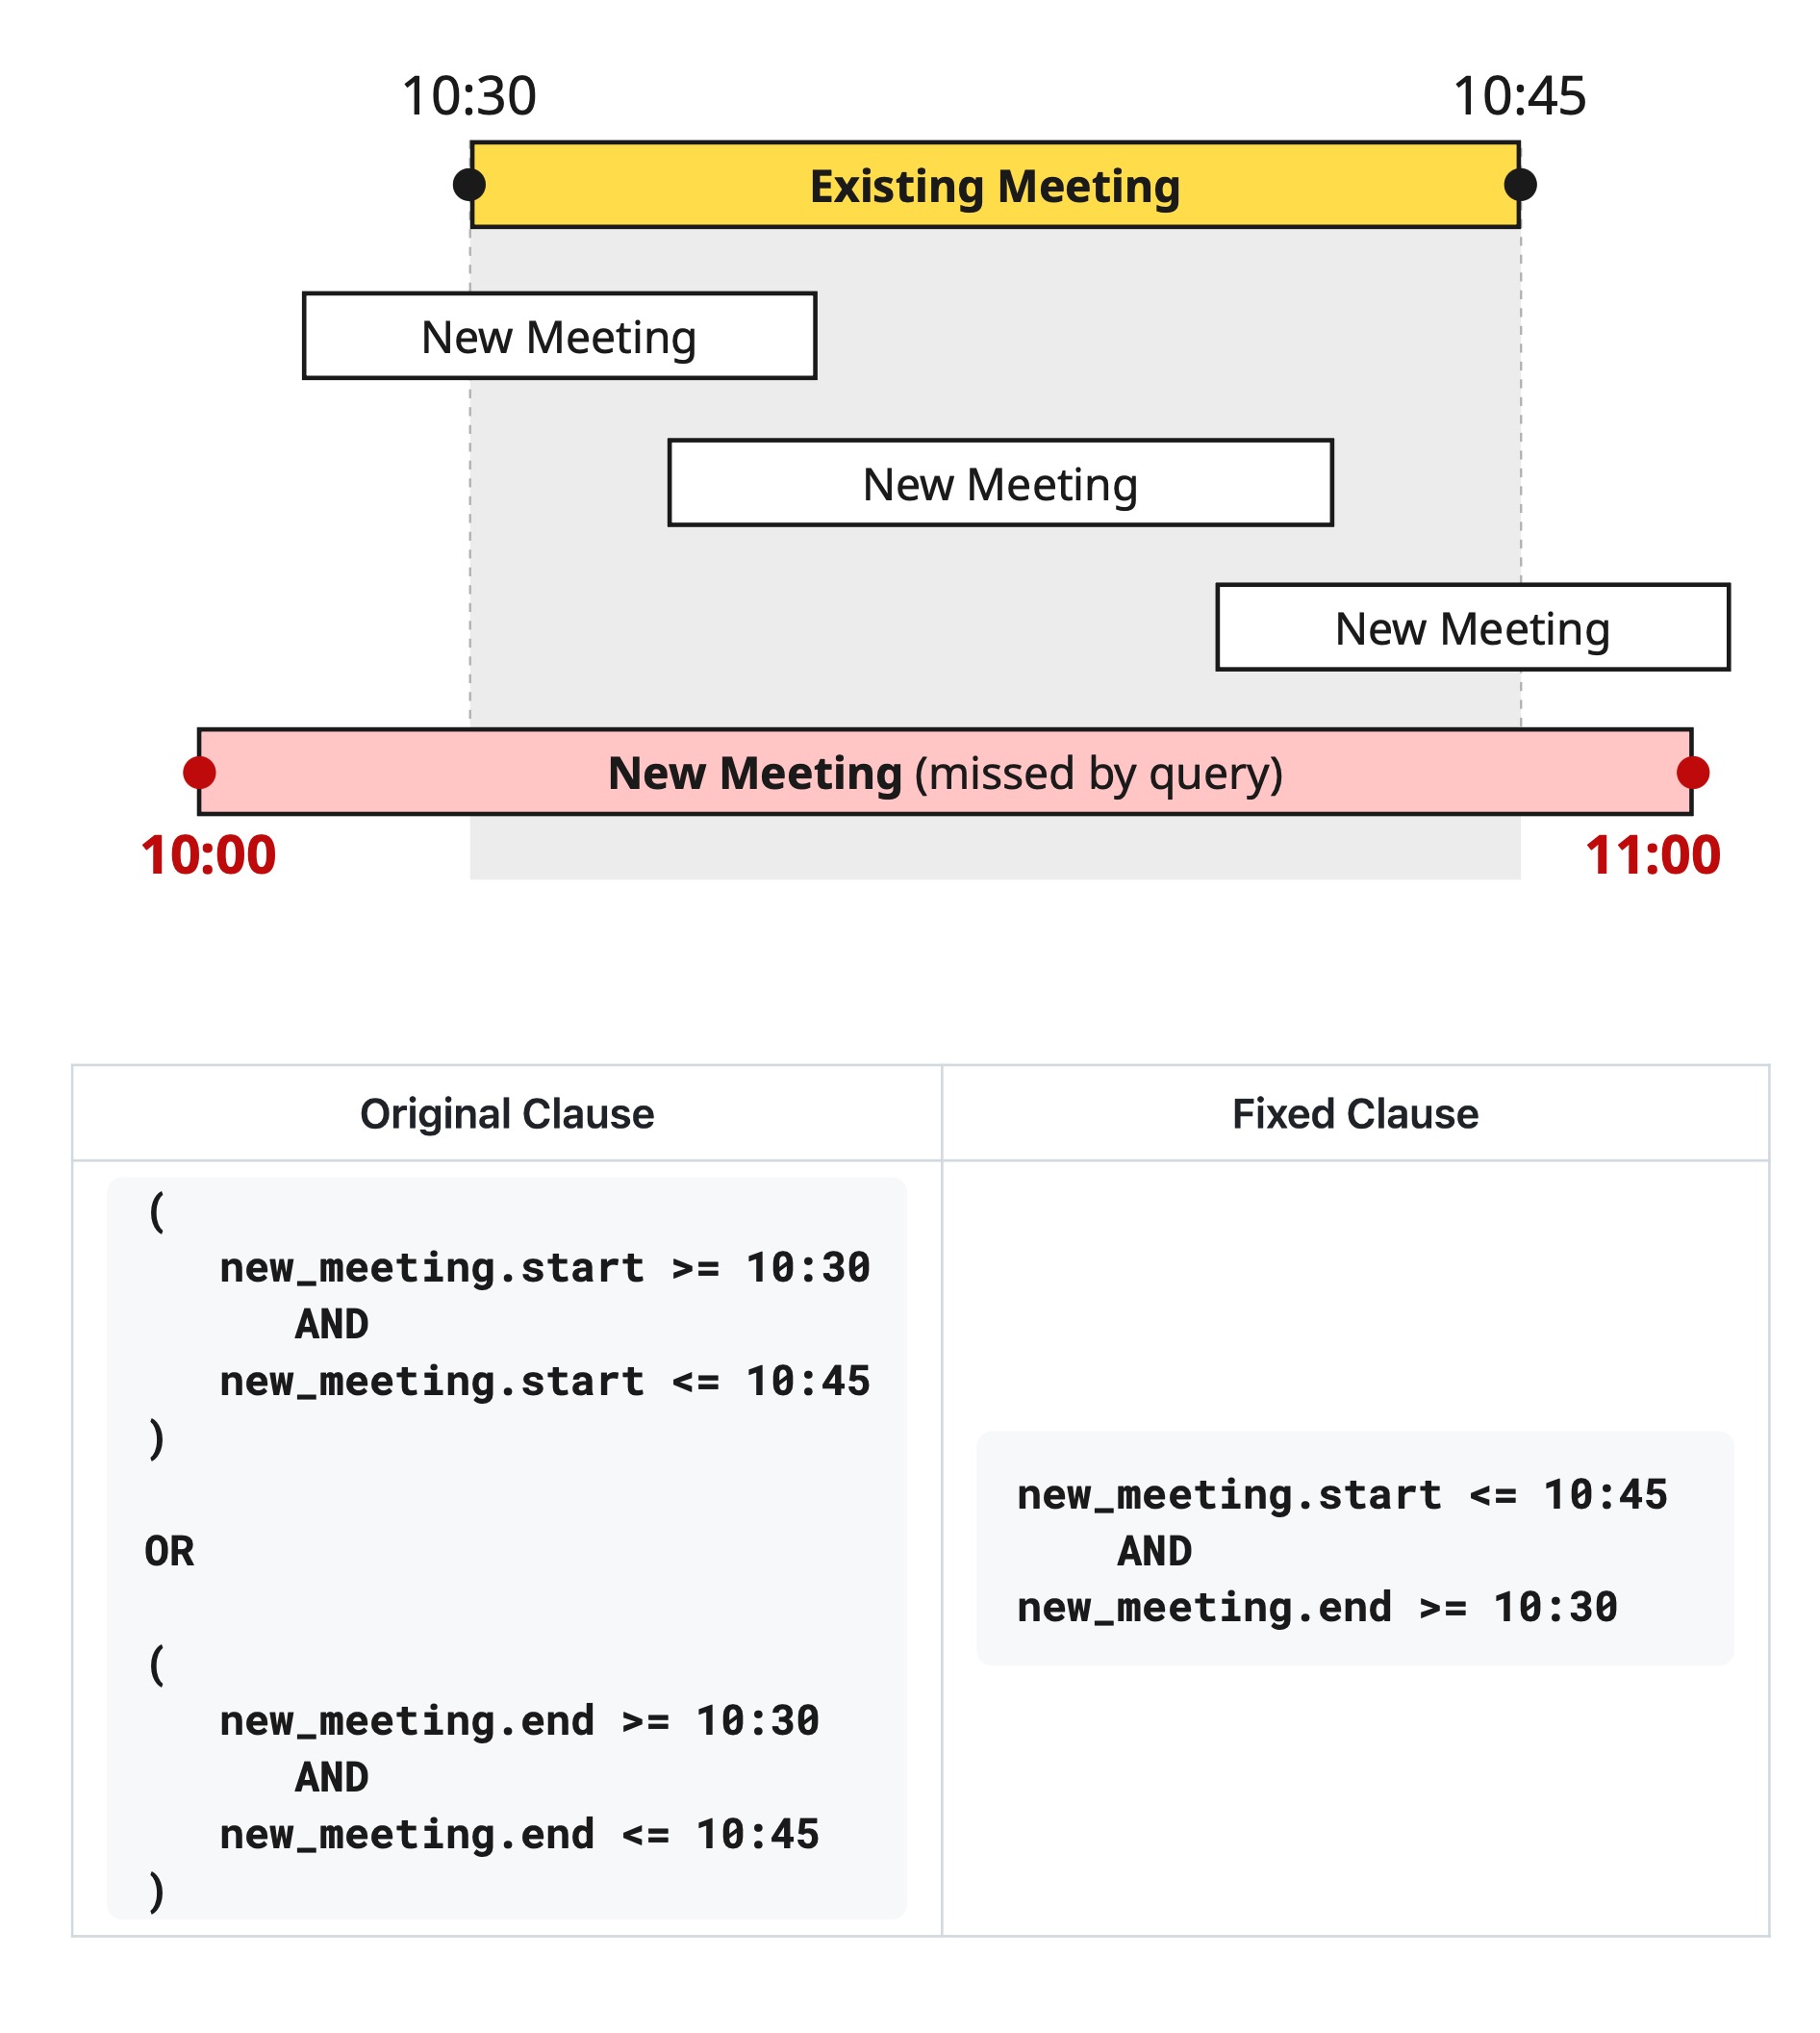 10:30 10:45
Existing Meeting
New Meeting
New Meeting
New Meeting
New Meeting (missed by query)
10:00 11:00
Original Clause
(
new_meeting.start >= 10:30
AND
new_meeting.start <= 10:45
)
OR
(
new_meeting.end >= 10:30
AND
new_meeting.end <= 10:45
)
Fixed Clause
new_meeting.start <= 10:45
AND
new_meeting.end >= 10:30